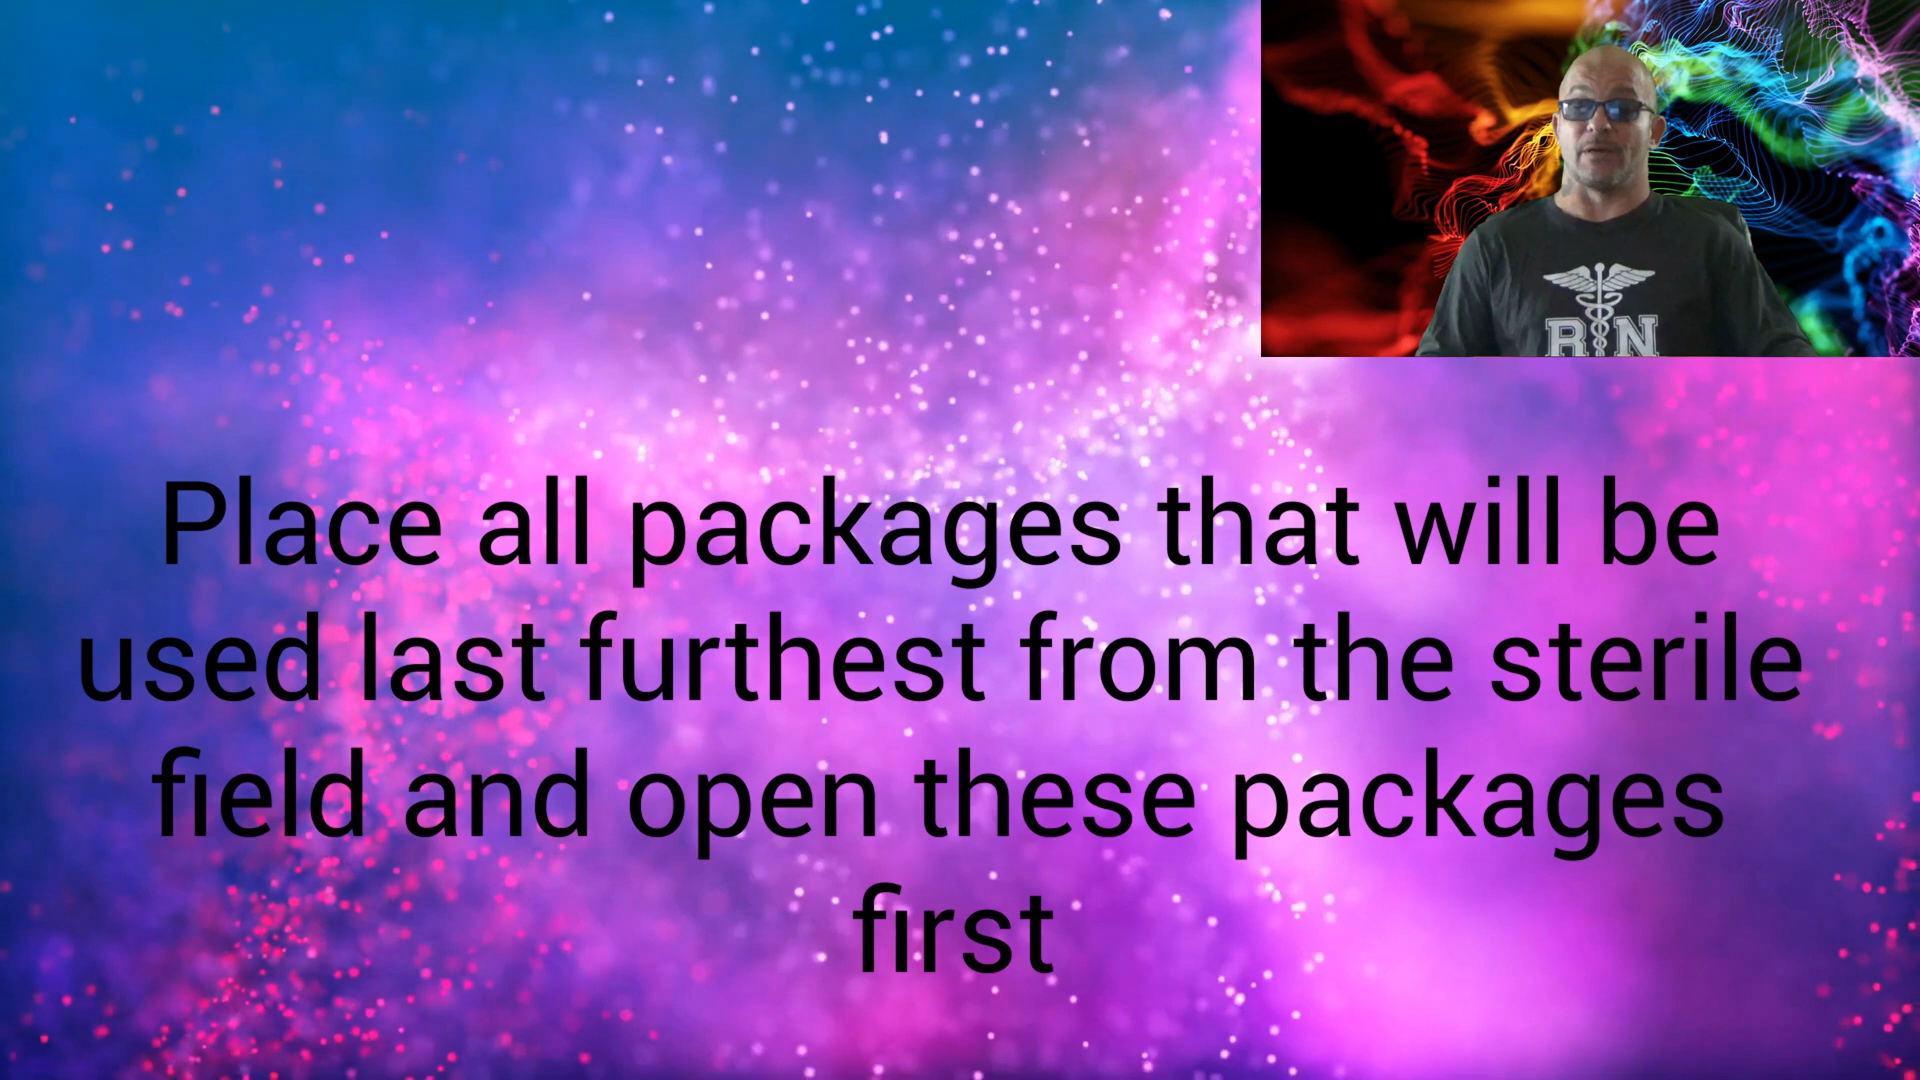 RN
Place all packages that will be
used last furthest from the sterile
field and open these packages
first